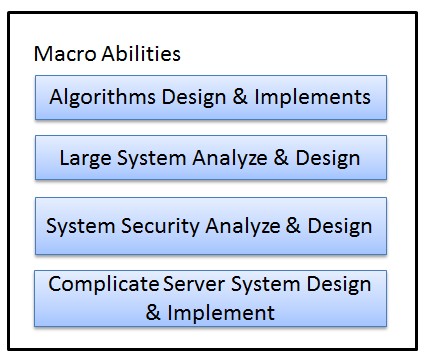 Macro Abilities
Algorithms Design & Implements
Large System Analyze & Design
System Security Analyze & Design
Complicate Server System Design
& Implement